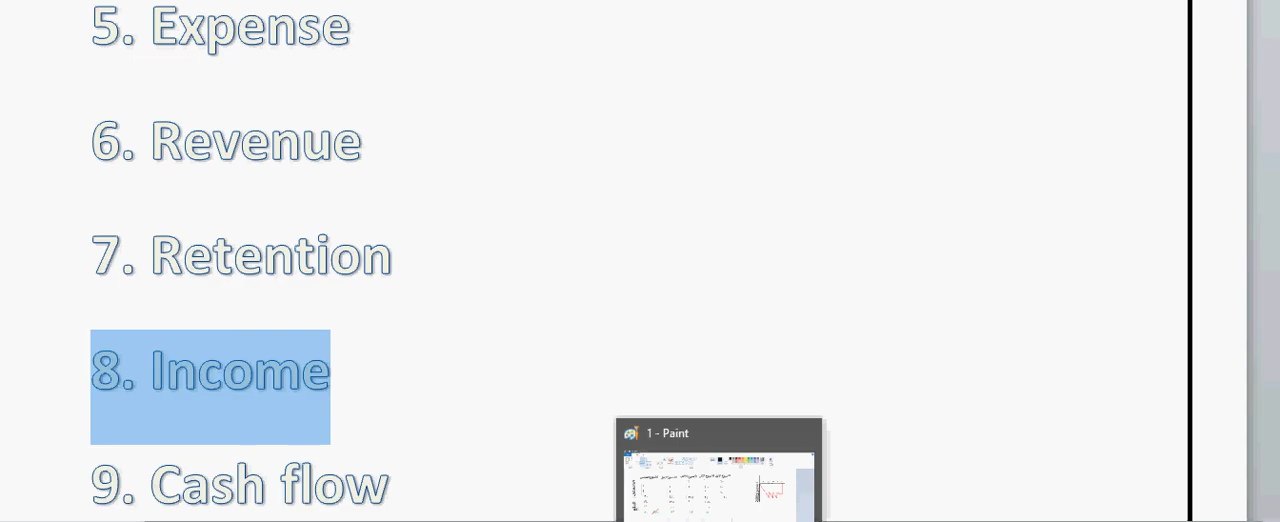 5. Expense
6. Revenue
7. Retention
8. Income
1 - Paint
9. Cash flow